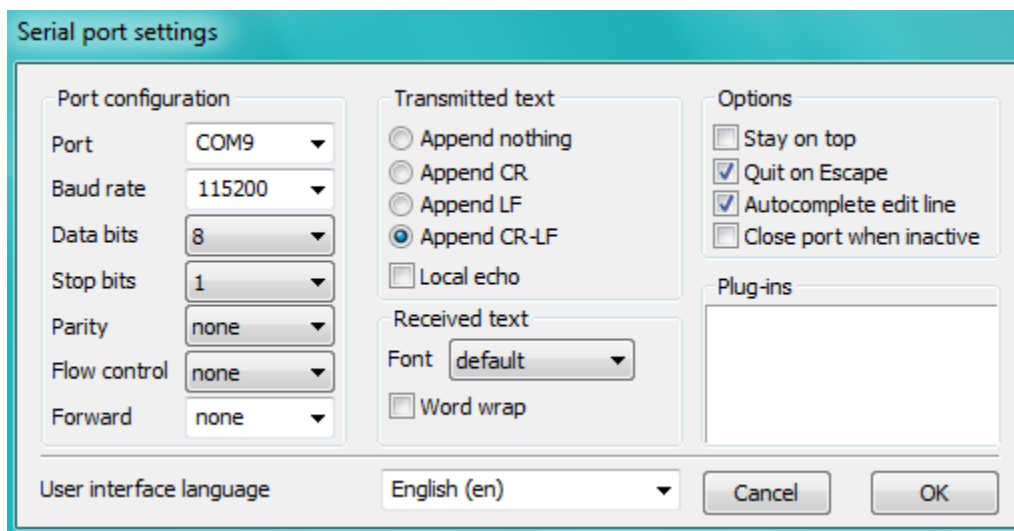 Serial port settings
Port configuration
Port COM9
Baud rate 115200
Data bits 8
Stop bits 1
Parity none
Flow control none
Forward none
Transmitted text
Append nothing
Append CR
Append LF
Append CR-LF
Local echo
Received text
Font default
Word wrap
Options
Stay on top
Quit on Escape
Autocomplete edit line
Close port when inactive
Plug-ins
User interface language English (en)
Cancel OK